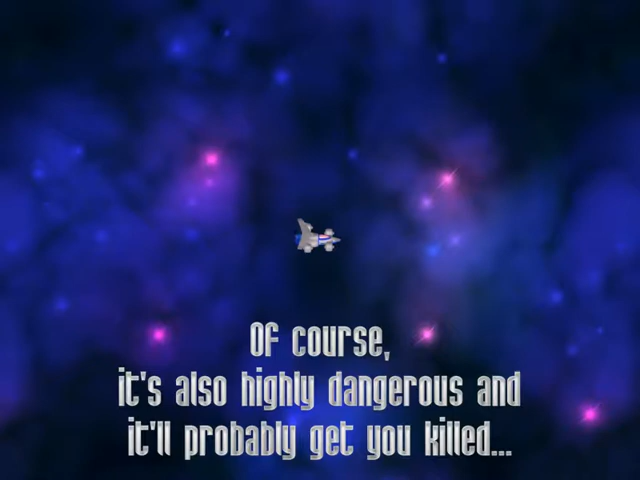 Of course,
it's also highly dangerous and
it'll probably get you killed...